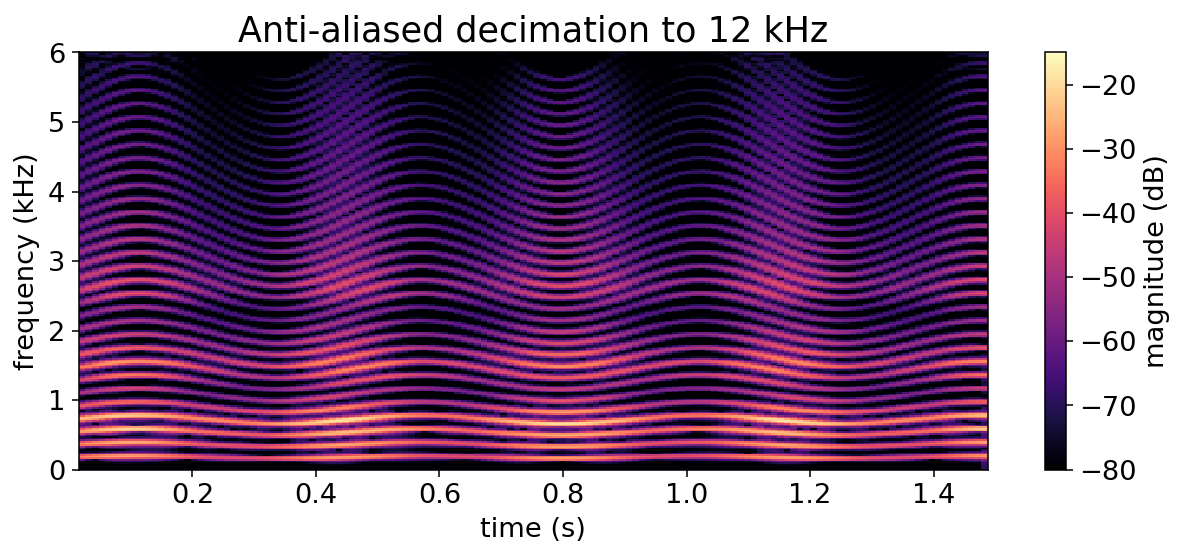 Anti-aliased decimation to 12 kHz
6
5
4
3
2
1
0
frequency (kHz)
0.2 0.4 0.6 0.8 1.0 1.2 1.4
time (s)
−20
−30
−40
−50
−60
−70
−80
magnitude (dB)